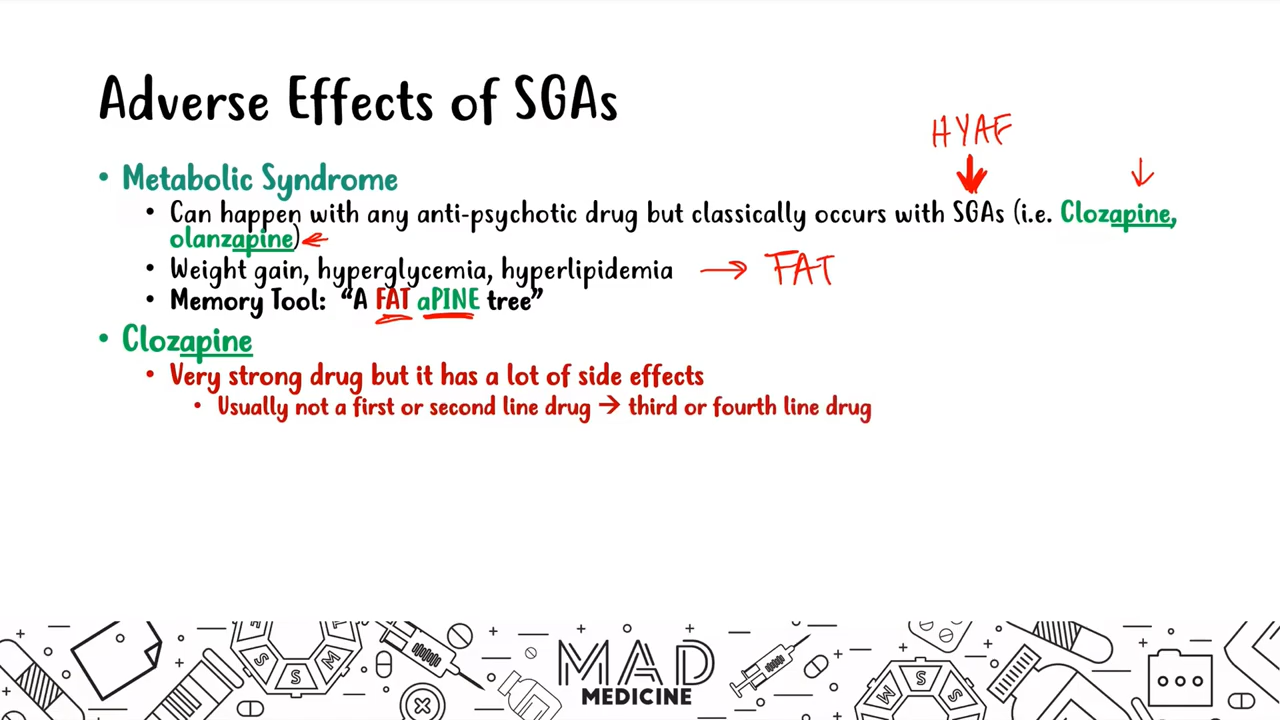 Adverse Effects of SGAs
HYAF
• Metabolic Syndrome
• Can happen with any anti-psychotic drug but classically occurs with SGAs (i.e. Clozapine,
olanzapine)
• Weight gain, hyperglycemia, hyperlipidemia → FAT
• Memory Tool: "A FAT aPINE tree"
• Clozapine
• Very strong drug but it has a lot of side effects
• Usually not a first or second line drug → third or fourth line drug
MAD
MEDICINE